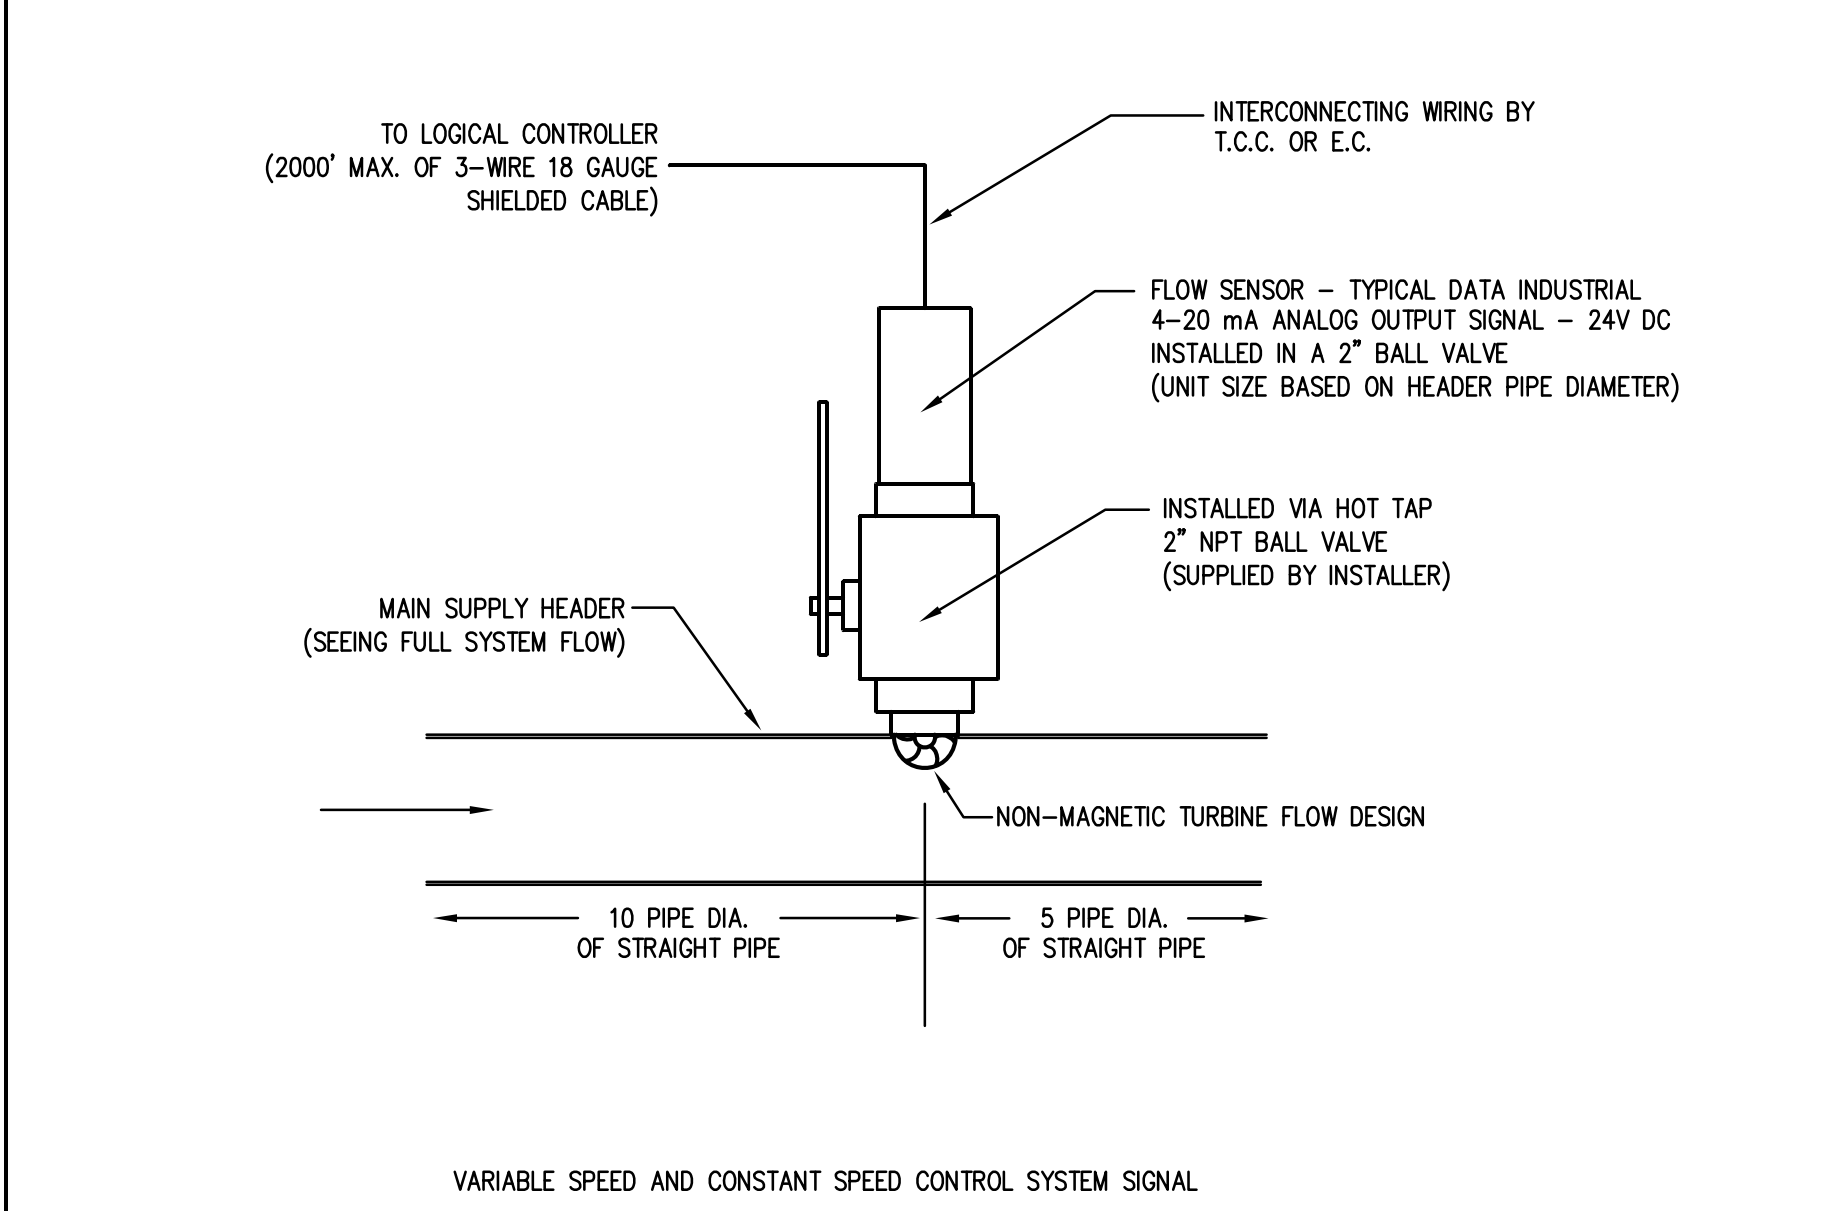 TO LOGICAL CONTROLLER
(2000' MAX. OF 3-WIRE 18 GAUGE
SHIELDED CABLE)
INTERCONNECTING WIRING BY
T.C.C. OR E.C.
FLOW SENSOR - TYPICAL DATA INDUSTRIAL
4-20 mA ANALOG OUTPUT SIGNAL - 24V DC
INSTALLED IN A 2" BALL VALVE
(UNIT SIZE BASED ON HEADER PIPE DIAMETER)
INSTALLED VIA HOT TAP
2" NPT BALL VALVE
(SUPPLIED BY INSTALLER)
MAIN SUPPLY HEADER
(SEEING FULL SYSTEM FLOW)
NON-MAGNETIC TURBINE FLOW DESIGN
10 PIPE DIA.
OF STRAIGHT PIPE
5 PIPE DIA.
OF STRAIGHT PIPE
VARIABLE SPEED AND CONSTANT SPEED CONTROL SYSTEM SIGNAL